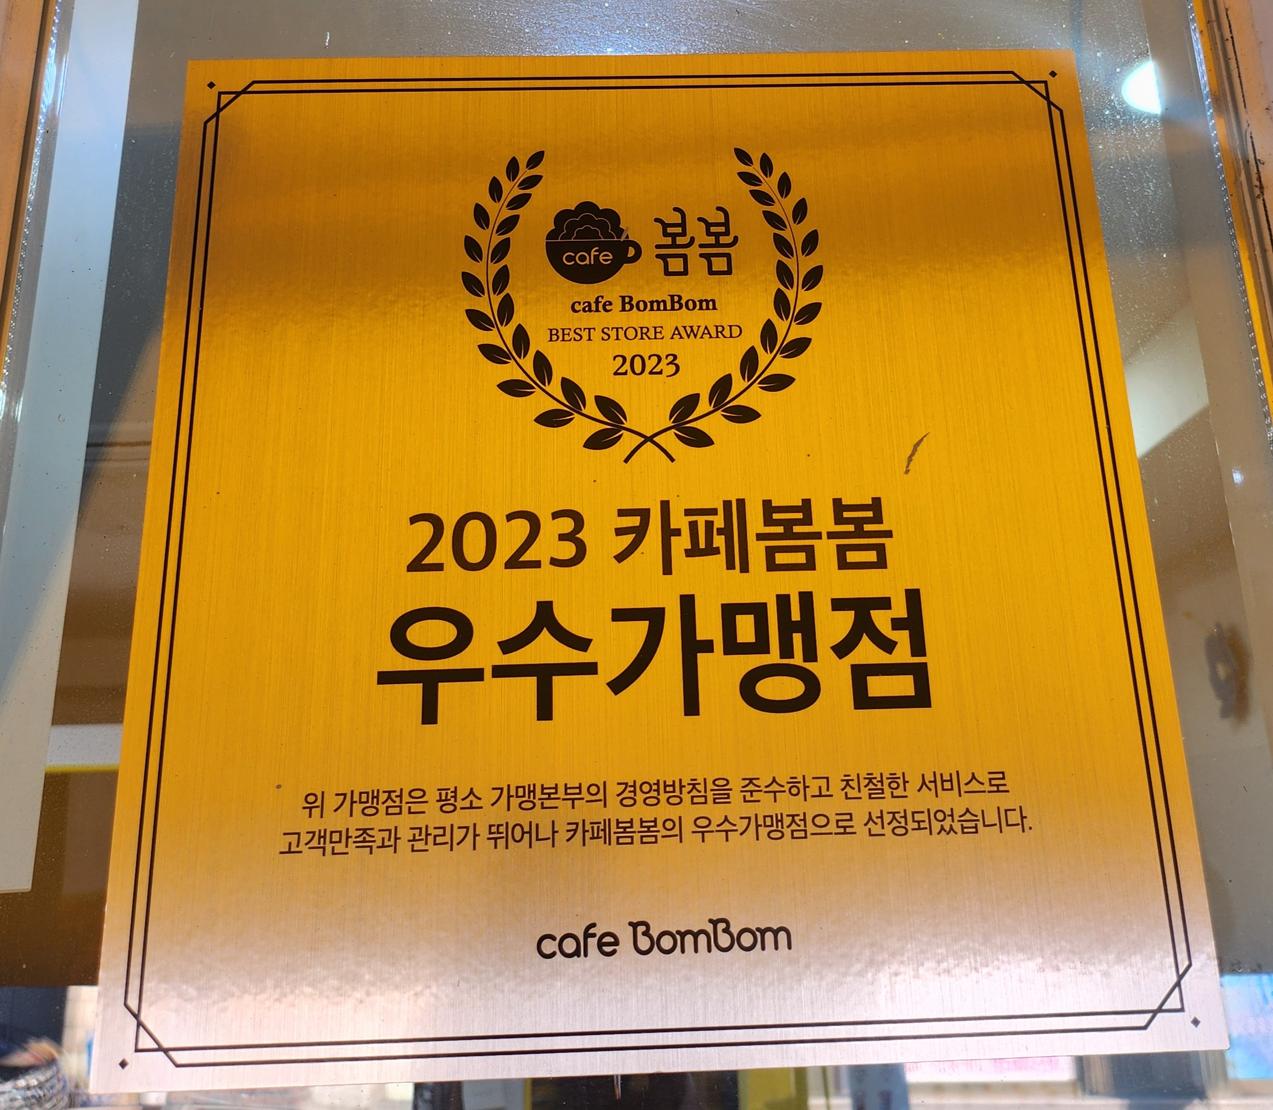 cafe 봄봄
cafe BomBom
BEST STORE AWARD
2023
2023 카페봄봄
우수가맹점
위 가맹점은 평소 가맹본부의 경영방침을 준수하고 친철한 서비스로
고객만족과 관리가 뛰어나 카페봄봄의 우수가맹점으로 선정되었습니다.
cafe BomBom